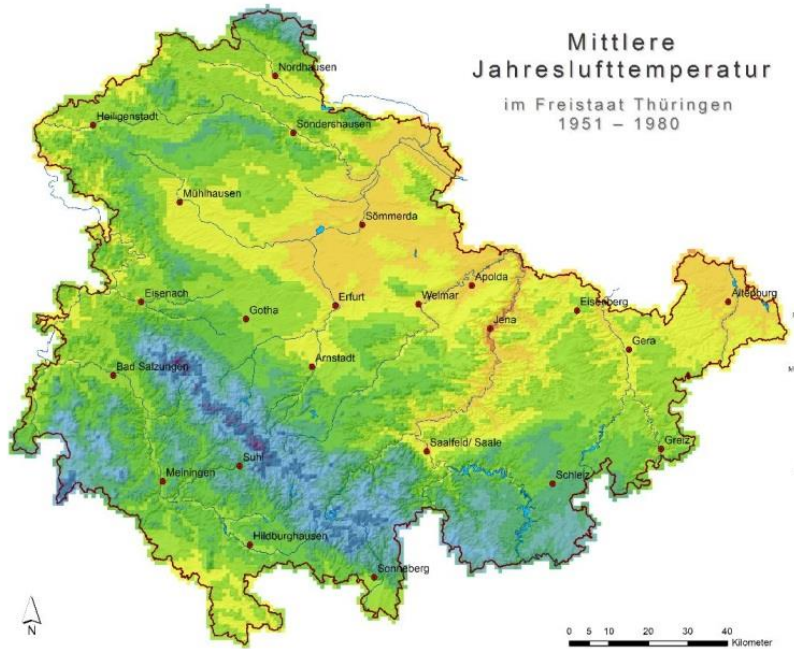 Mittlere
Jahreslufttemperatur
im Freistaat Thüringen
1951 – 1980
Nordhausen
Heiligenstadt
Sondershausen
Mühlhausen
Sömmerda
Apolda
Eisenach
Gotha
Erfurt
Weimar
Eisenberg
Altenburg
Jena
Gera
Arnstadt
Bad Salzungen
Saalfeld/ Saale
Greiz
Suhl
Meiningen
Schleiz
Hildburghausen
Sonneberg
N
0 5 10 20 30 40
Kilometer